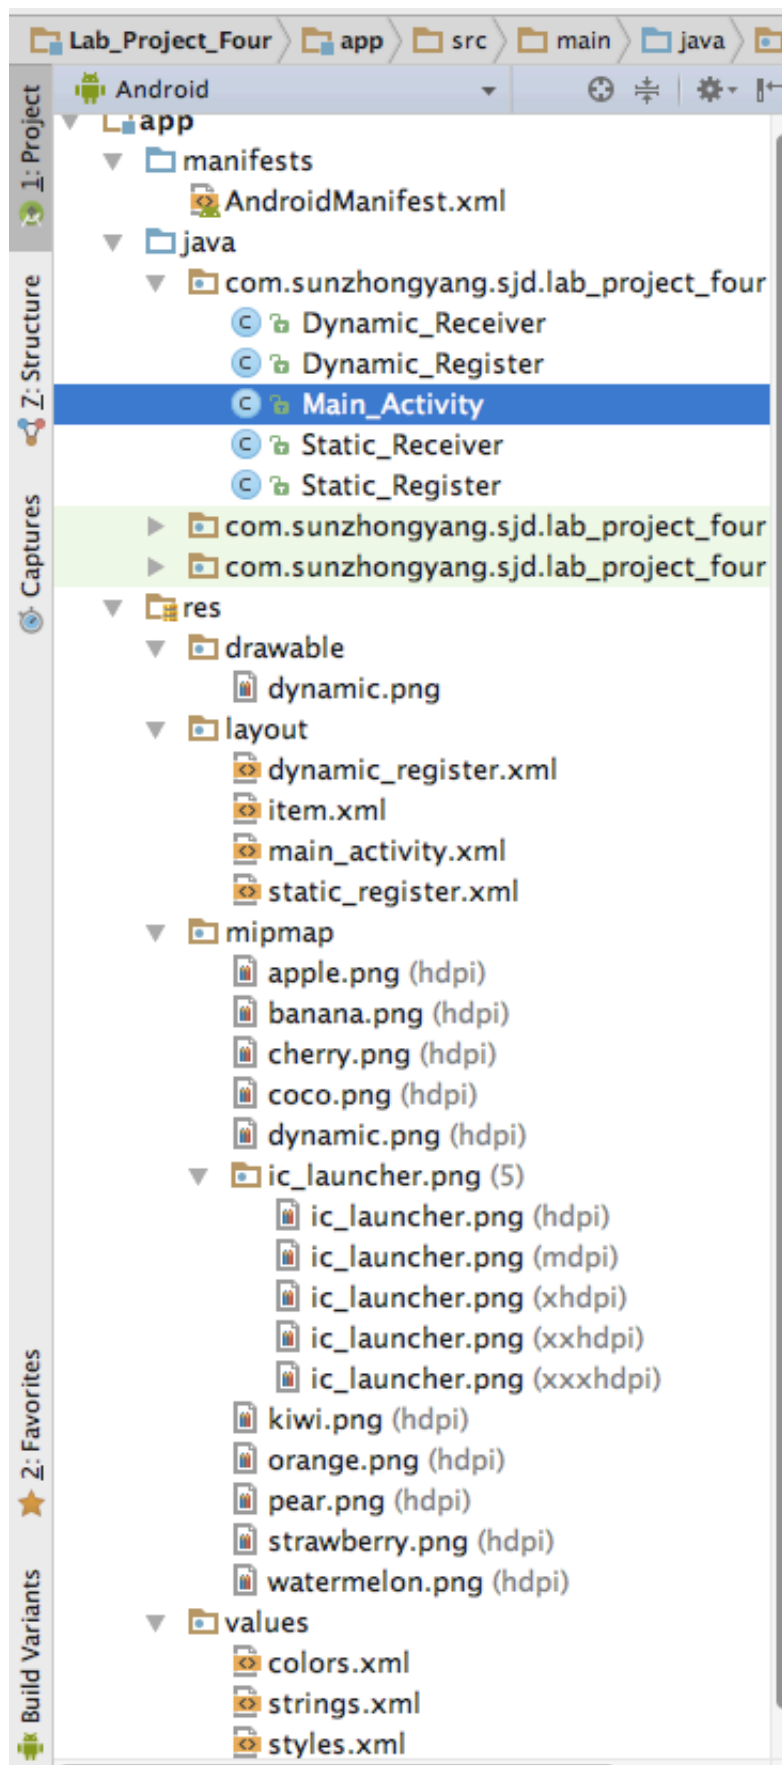 Lab_Project_Four app src main java
Android
1: Project
app
manifests
AndroidManifest.xml
java
com.sunzhongyang.sjd.lab_project_four
Dynamic_Receiver
Dynamic_Register
7: Structure
Main_Activity
Static_Receiver
Static_Register
Captures
com.sunzhongyang.sjd.lab_project_four
com.sunzhongyang.sjd.lab_project_four
res
drawable
dynamic.png
layout
dynamic_register.xml
item.xml
main_activity.xml
static_register.xml
mipmap
apple.png (hdpi)
banana.png (hdpi)
cherry.png (hdpi)
coco.png (hdpi)
dynamic.png (hdpi)
ic_launcher.png (5)
ic_launcher.png (hdpi)
ic_launcher.png (mdpi)
ic_launcher.png (xhdpi)
ic_launcher.png (xxhdpi)
ic_launcher.png (xxxhdpi)
2: Favorites
kiwi.png (hdpi)
orange.png (hdpi)
pear.png (hdpi)
strawberry.png (hdpi)
watermelon.png (hdpi)
Build Variants
values
colors.xml
strings.xml
styles.xml